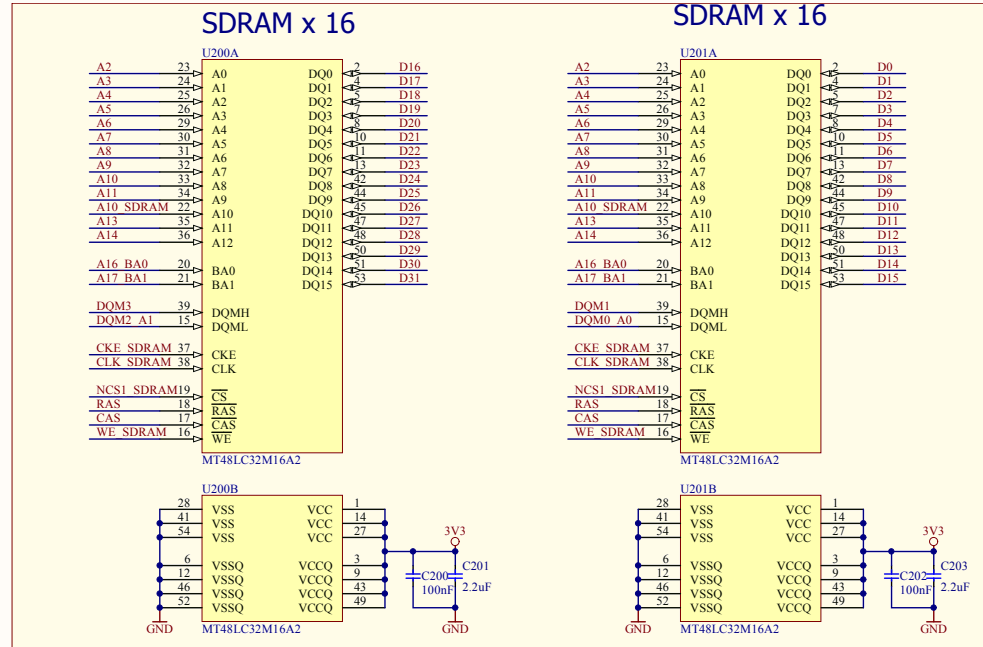 SDRAM x 16
U200A
A2 23 A0 DQ0 2 D16
A3 24 A1 DQ1 4 D17
A4 25 A2 DQ2 5 D18
A5 26 A3 DQ3 7 D19
A6 29 A4 DQ4 8 D20
A7 30 A5 DQ5 10 D21
A8 31 A6 DQ6 11 D22
A9 32 A7 DQ7 13 D23
A10 33 A8 DQ8 42 D24
A11 34 A9 DQ9 44 D25
A10 SDRAM 22 A10 DQ10 45 D26
A13 35 A11 DQ11 47 D27
A14 36 A12 DQ12 48 D28
DQ13 50 D29
A16 BA0 20 BA0 DQ14 51 D30
A17 BA1 21 BA1 DQ15 53 D31
DQM3 39 DQMH
DQM2 A1 15 DQML
CKE SDRAM 37 CKE
CLK SDRAM 38 CLK
NCS1 SDRAM 19 CS
RAS 18 RAS
CAS 17 CAS
WE SDRAM 16 WE
MT48LC32M16A2
U200B
28 VSS VCC 1
41 VSS VCC 14
54 VSS VCC 27
6 VSSQ VCCQ 3
12 VSSQ VCCQ 9
46 VSSQ VCCQ 43
52 VSSQ VCCQ 49
MT48LC32M16A2
GND
3V3
C200
100nF
C201
2.2uF
GND
SDRAM x 16
U201A
A2 23 A0 DQ0 2 D0
A3 24 A1 DQ1 4 D1
A4 25 A2 DQ2 5 D2
A5 26 A3 DQ3 7 D3
A6 29 A4 DQ4 8 D4
A7 30 A5 DQ5 10 D5
A8 31 A6 DQ6 11 D6
A9 32 A7 DQ7 13 D7
A10 33 A8 DQ8 42 D8
A11 34 A9 DQ9 44 D9
A10 SDRAM 22 A10 DQ10 45 D10
A13 35 A11 DQ11 47 D11
A14 36 A12 DQ12 48 D12
DQ13 50 D13
A16 BA0 20 BA0 DQ14 51 D14
A17 BA1 21 BA1 DQ15 53 D15
DQM1 39 DQMH
DQM0 A0 15 DQML
CKE SDRAM 37 CKE
CLK SDRAM 38 CLK
NCS1 SDRAM 19 CS
RAS 18 RAS
CAS 17 CAS
WE SDRAM 16 WE
MT48LC32M16A2
U201B
28 VSS VCC 1
41 VSS VCC 14
54 VSS VCC 27
6 VSSQ VCCQ 3
12 VSSQ VCCQ 9
46 VSSQ VCCQ 43
52 VSSQ VCCQ 49
MT48LC32M16A2
GND
3V3
C202
100nF
C203
2.2uF
GND